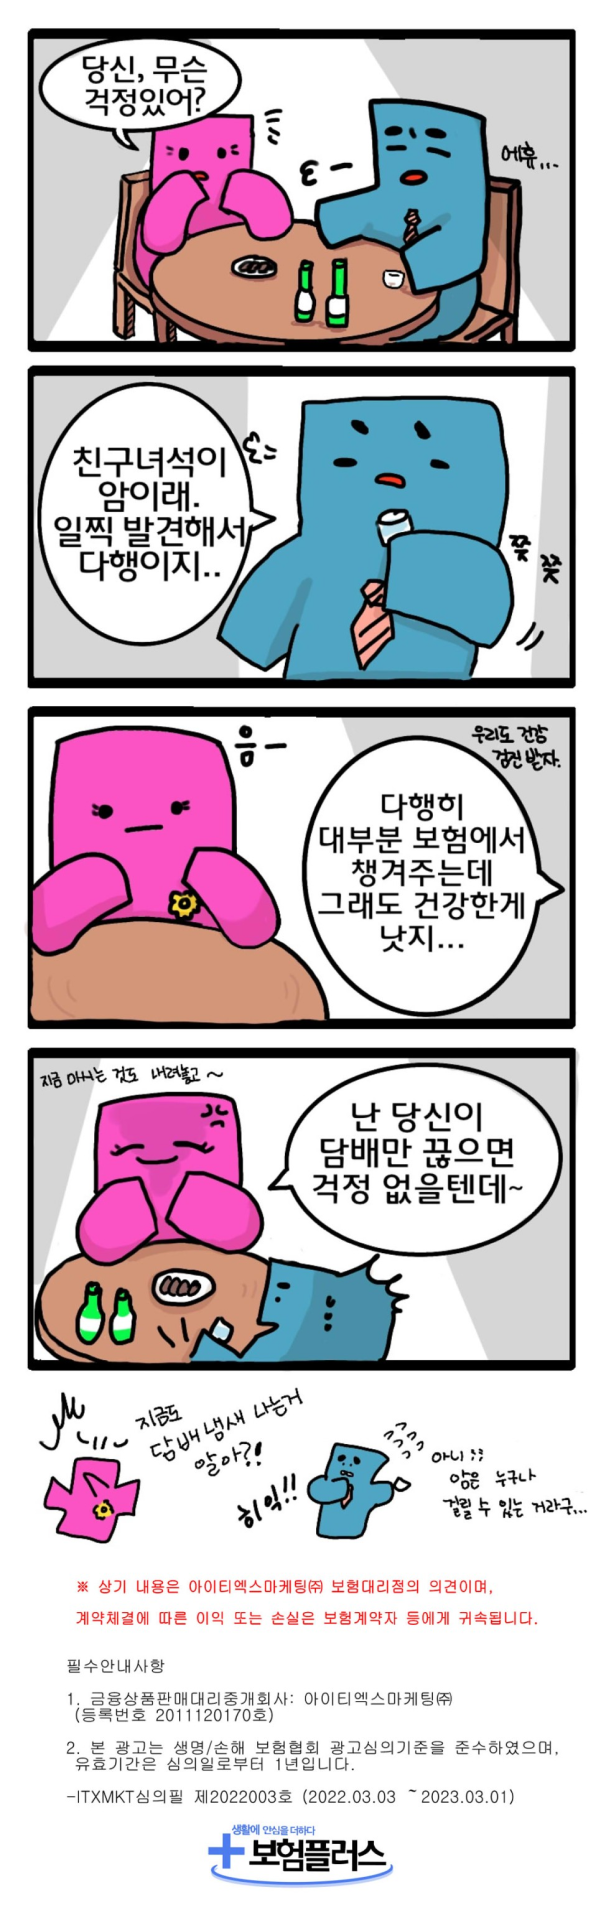 당신, 무슨
걱정있어?
에휴...
친구녀석이
암이래.
일찍 발견해서
다행이지..
쯪
쯪
음-
우리도 건강
검진 받자.
다행히
대부분 보험에서
챙겨주는데
그래도 건강한게
낫지...
지금 마시는 것도 내려놓고~
난 당신이
담배만 끊으면
걱정 없을텐데~
지금도
담배 냄새 나는거
알아?!
히익!!
아니;;
암은 누구나
걸릴 수 있는 거라구...
※ 상기 내용은 아이티엑스마케팅㈜ 보험대리점의 의견이며,
계약체결에 따른 이익 또는 손실은 보험계약자 등에게 귀속됩니다.
필수안내사항
1. 금융상품판매대리중개회사: 아이티엑스마케팅㈜
(등록번호 2011120170호)
2. 본 광고는 생명/손해 보험협회 광고심의기준을 준수하였으며,
유효기간은 심의일로부터 1년입니다.
-ITXMKT심의필 제2022003호 (2022.03.03 ~2023.03.01)
생활에 안심을 더하다
보험플러스